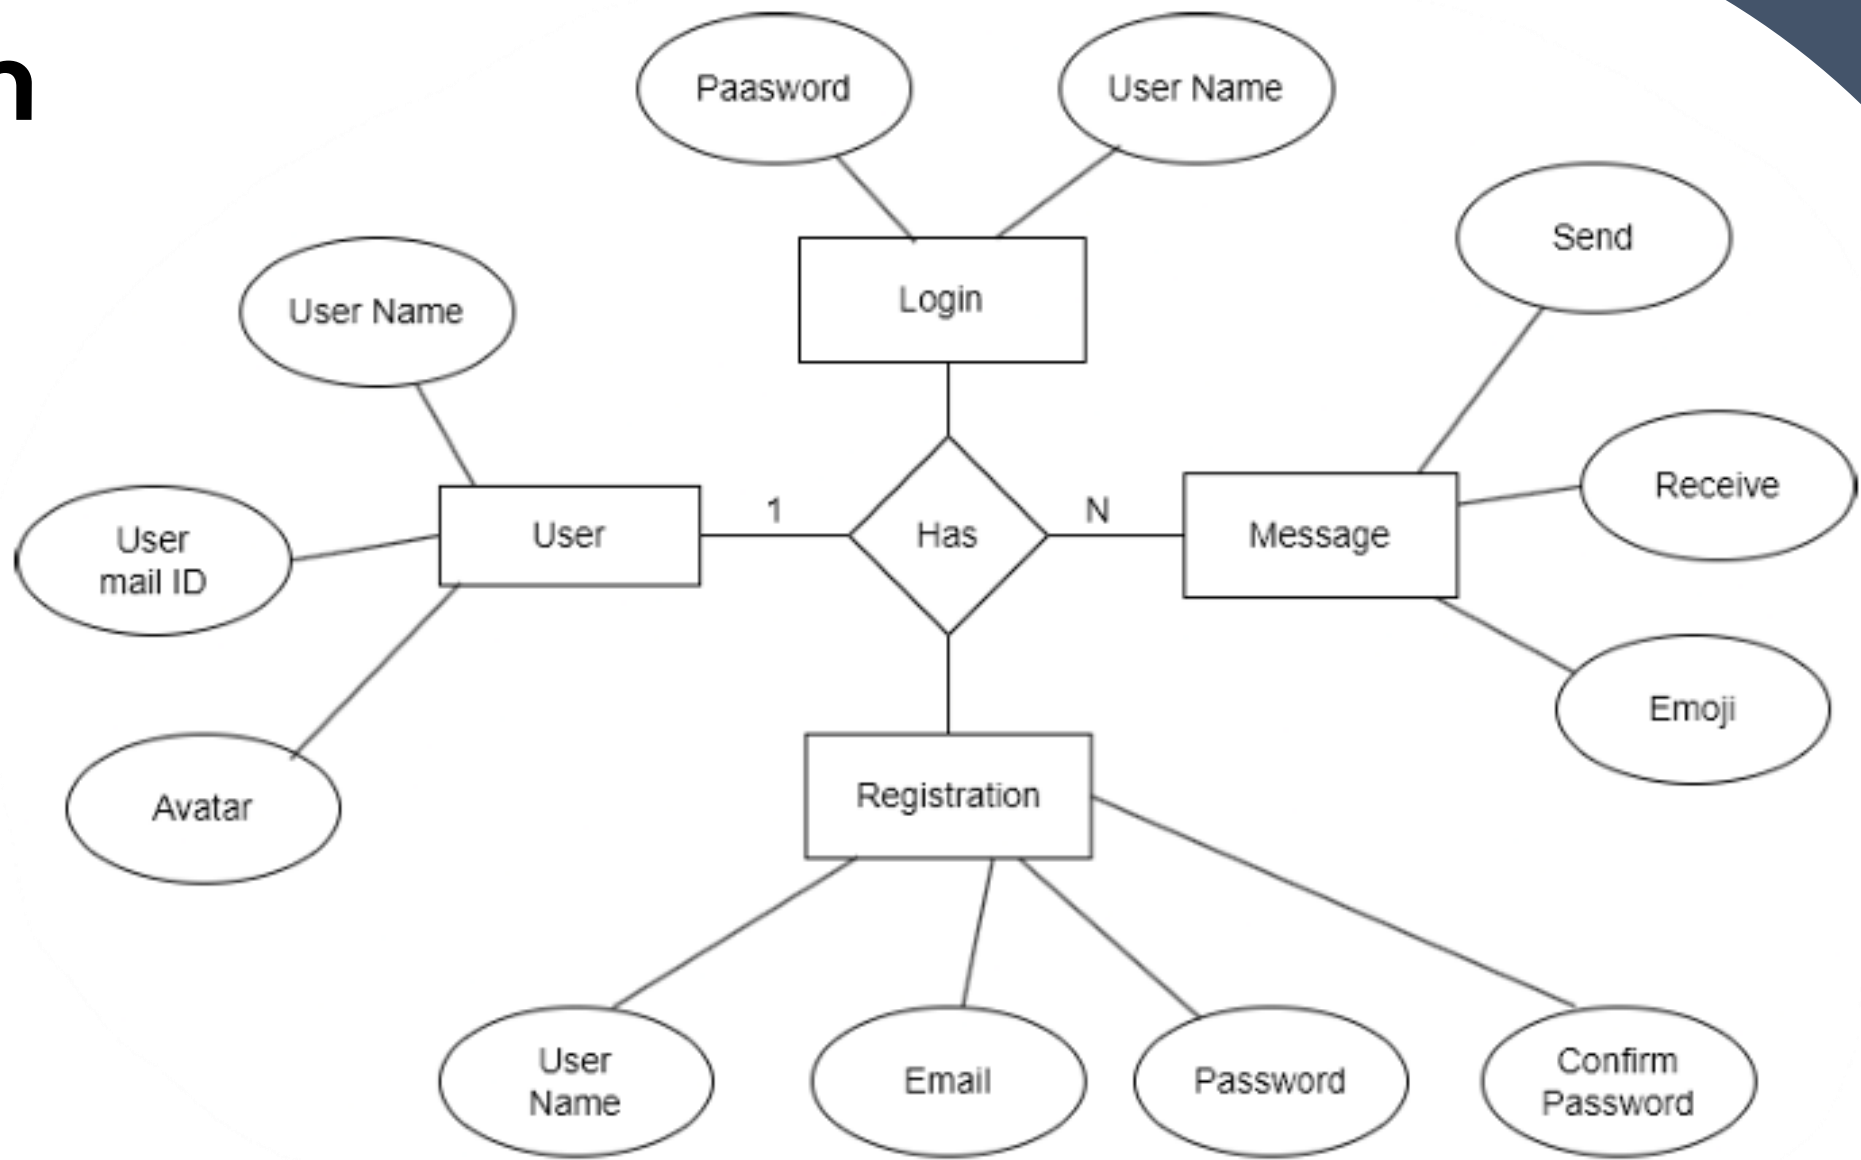 n
Paasword
User Name
Send
Login
User Name
Receive
1
N
User
mail ID
User
Has
Message
Emoji
Registration
Avatar
User
Name
Email
Password
Confirm
Password